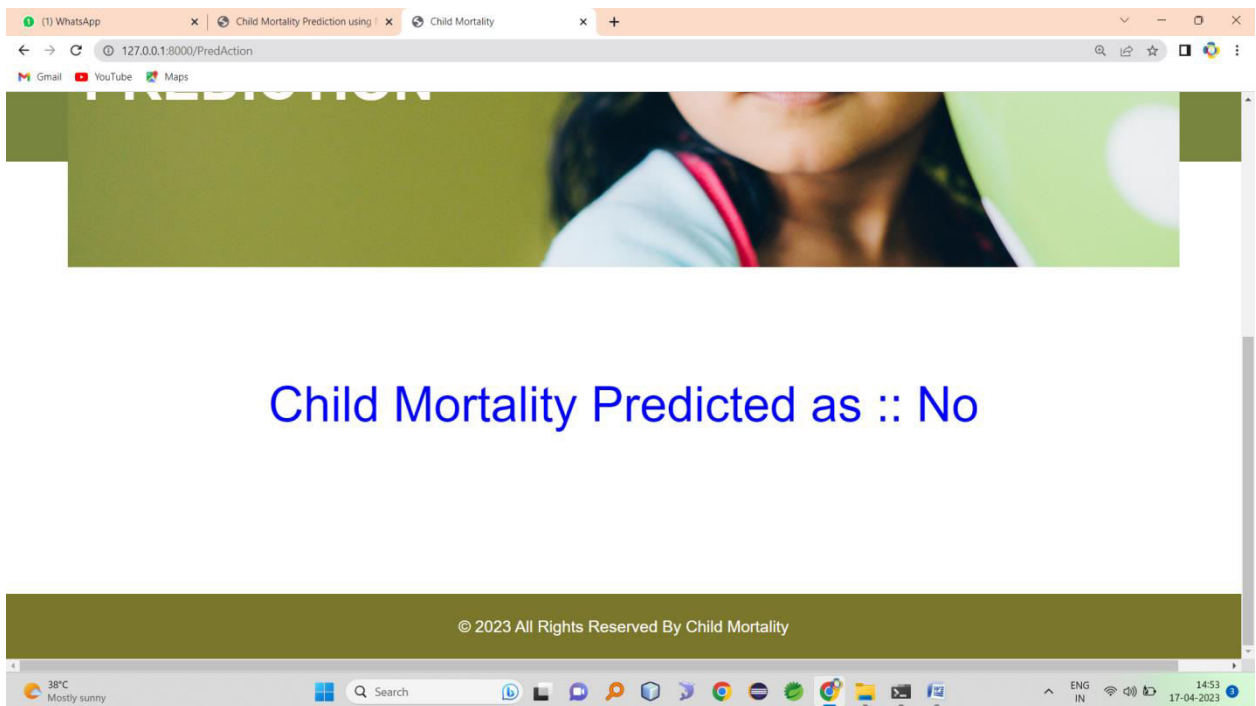 (1) WhatsApp
Child Mortality Prediction using
Child Mortality
127.0.0.1:8000/PredAction
Gmail
YouTube
Maps
PREDICTION
Child Mortality Predicted as :: No
© 2023 All Rights Reserved By Child Mortality
38°C
Mostly sunny
Search
ENG
IN
14:53
17-04-2023
3